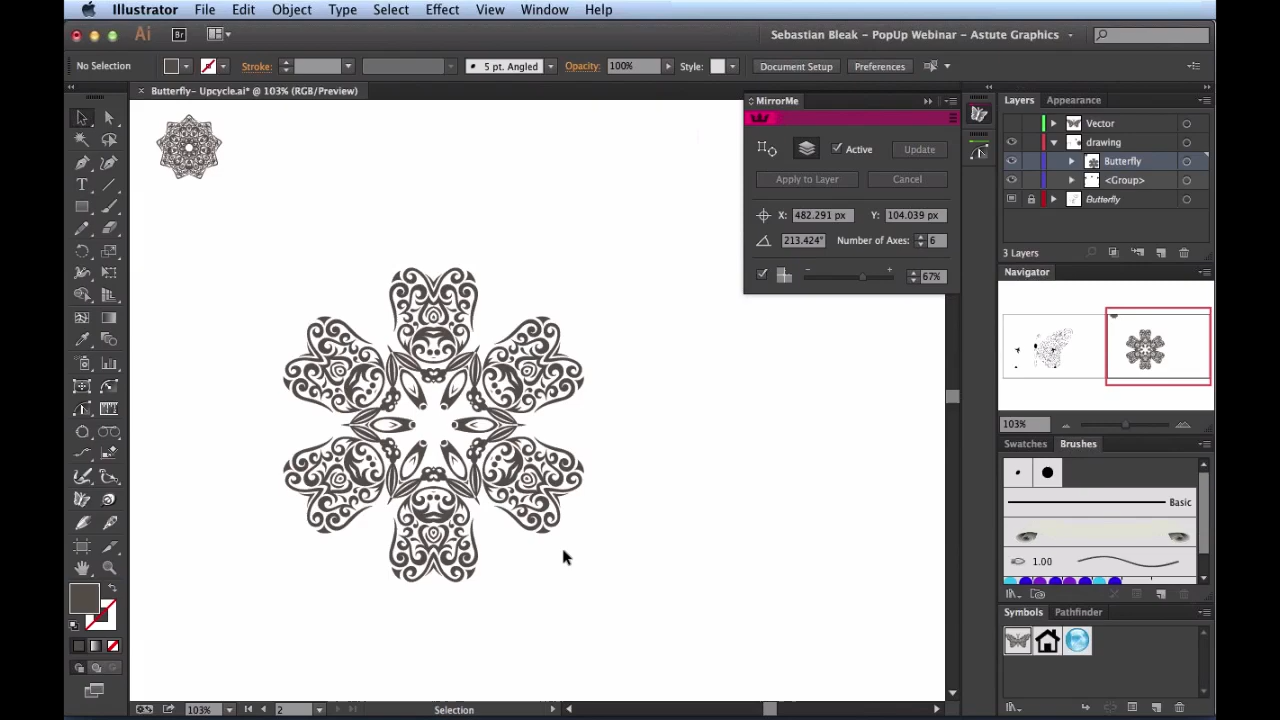 Illustrator File Edit Object Type Select Effect View Window Help
Ai Br Sebastian Bleak - PopUp Webinar - Astute Graphics
No Selection Stroke: 5 pt. Angled Opacity: 100% Style: Document Setup Preferences
Butterfly- Upcycle.ai* @ 103% (RGB/Preview)
MirrorMe
Active Update
Apply to Layer Cancel
X: 482.291 px Y: 104.039 px
213.424° Number of Axes: 6
67%
Layers Appearance
Vector
drawing
Butterfly
<Group>
Butterfly
3 Layers
Navigator
103%
Swatches Brushes
Basic
1.00
Symbols Pathfinder
103% 2 Selection